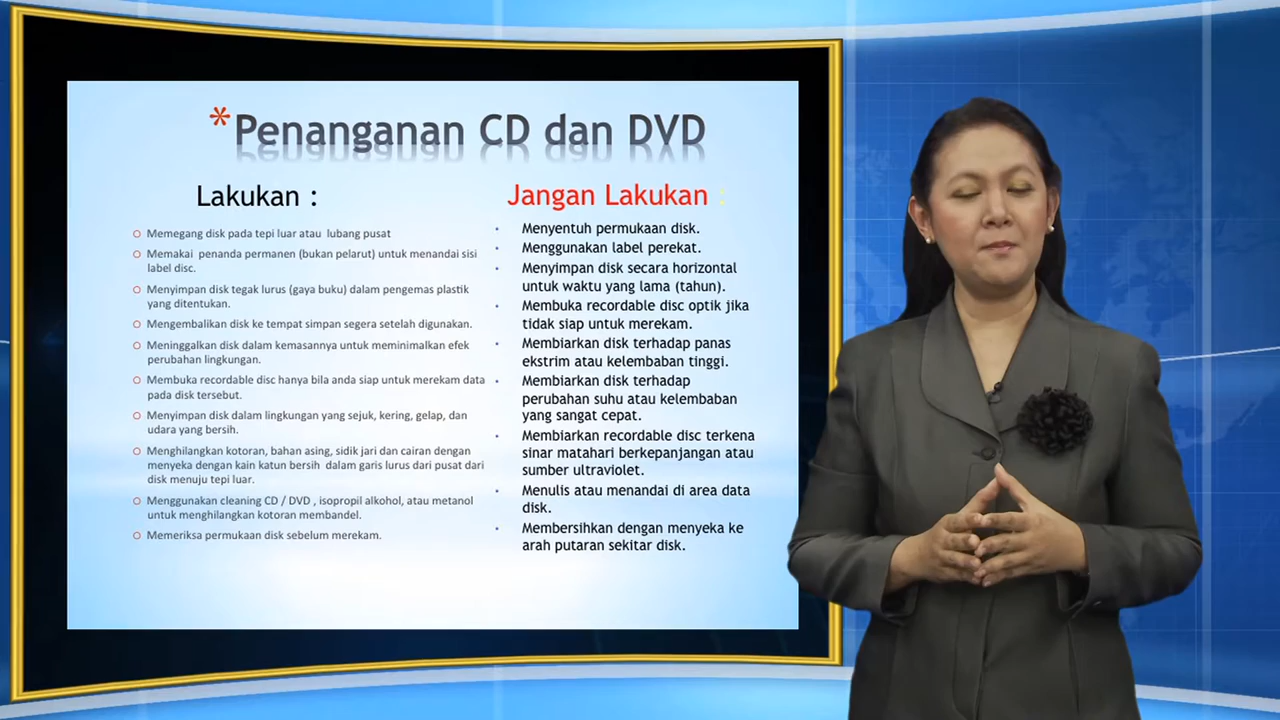 * Penanganan CD dan DVD
Lakukan :
Memegang disk pada tepi luar atau lubang pusat
Memakai penanda permanen (bukan pelarut) untuk menandai sisi
label disc.
Menyimpan disk tegak lurus (gaya buku) dalam pengemas plastik
yang ditentukan.
Mengembalikan disk ke tempat simpan segera setelah digunakan.
Meninggalkan disk dalam kemasannya untuk meminimalkan efek
perubahan lingkungan.
Membuka recordable disc hanya bila anda siap untuk merekam data
pada disk tersebut.
Menyimpan disk dalam lingkungan yang sejuk, kering, gelap, dan
udara yang bersih.
Menghilangkan kotoran, bahan asing, sidik jari dan cairan dengan
menyeka dengan kain katun bersih dalam garis lurus dari pusat dari
disk menuju tepi luar.
Menggunakan cleaning CD / DVD , isopropil alkohol, atau metanol
untuk menghilangkan kotoran membandel.
Memeriksa permukaan disk sebelum merekam.
Jangan Lakukan :
Menyentuh permukaan disk.
Menggunakan label perekat.
Menyimpan disk secara horizontal
untuk waktu yang lama (tahun).
Membuka recordable disc optik jika
tidak siap untuk merekam.
Membiarkan disk terhadap panas
ekstrim atau kelembaban tinggi.
Membiarkan disk terhadap
perubahan suhu atau kelembaban
yang sangat cepat.
Membiarkan recordable disc terkena
sinar matahari berkepanjangan atau
sumber ultraviolet.
Menulis atau menandai di area data
disk.
Membersihkan dengan menyeka ke
arah putaran sekitar disk.